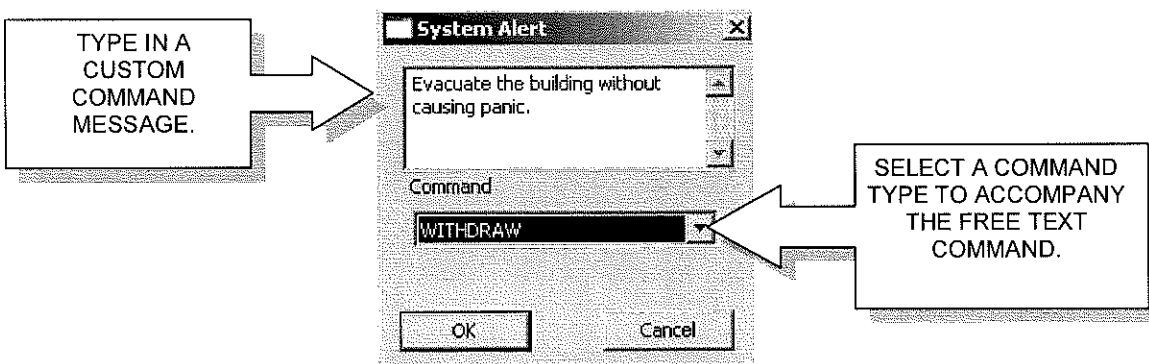 TYPE IN A
CUSTOM
COMMAND
MESSAGE.
System Alert
Evacuate the building without
causing panic.
Command
WITHDRAW
OK
Cancel
SELECT A COMMAND
TYPE TO ACCOMPANY
THE FREE TEXT
COMMAND.